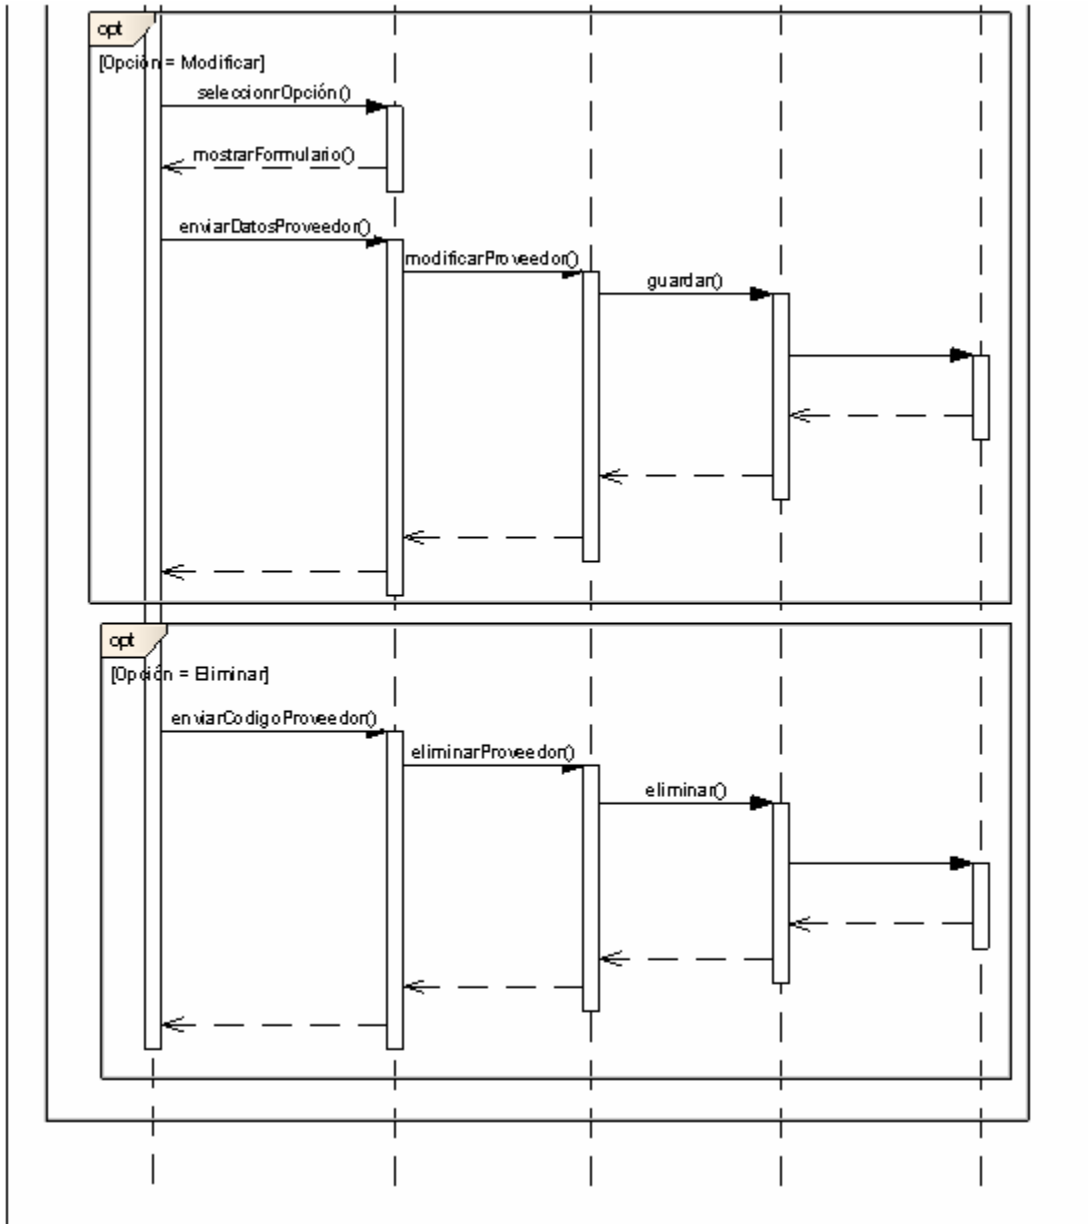 opt
[Opción = Modificar]
seleccionrOpción()
mostrarFormulario()
enviarDatosProveedor()
modificarProveedor()
guardar()
opt
[Opción = Eliminar]
enviarCodigoProveedor()
eliminarProveedor()
eliminar()